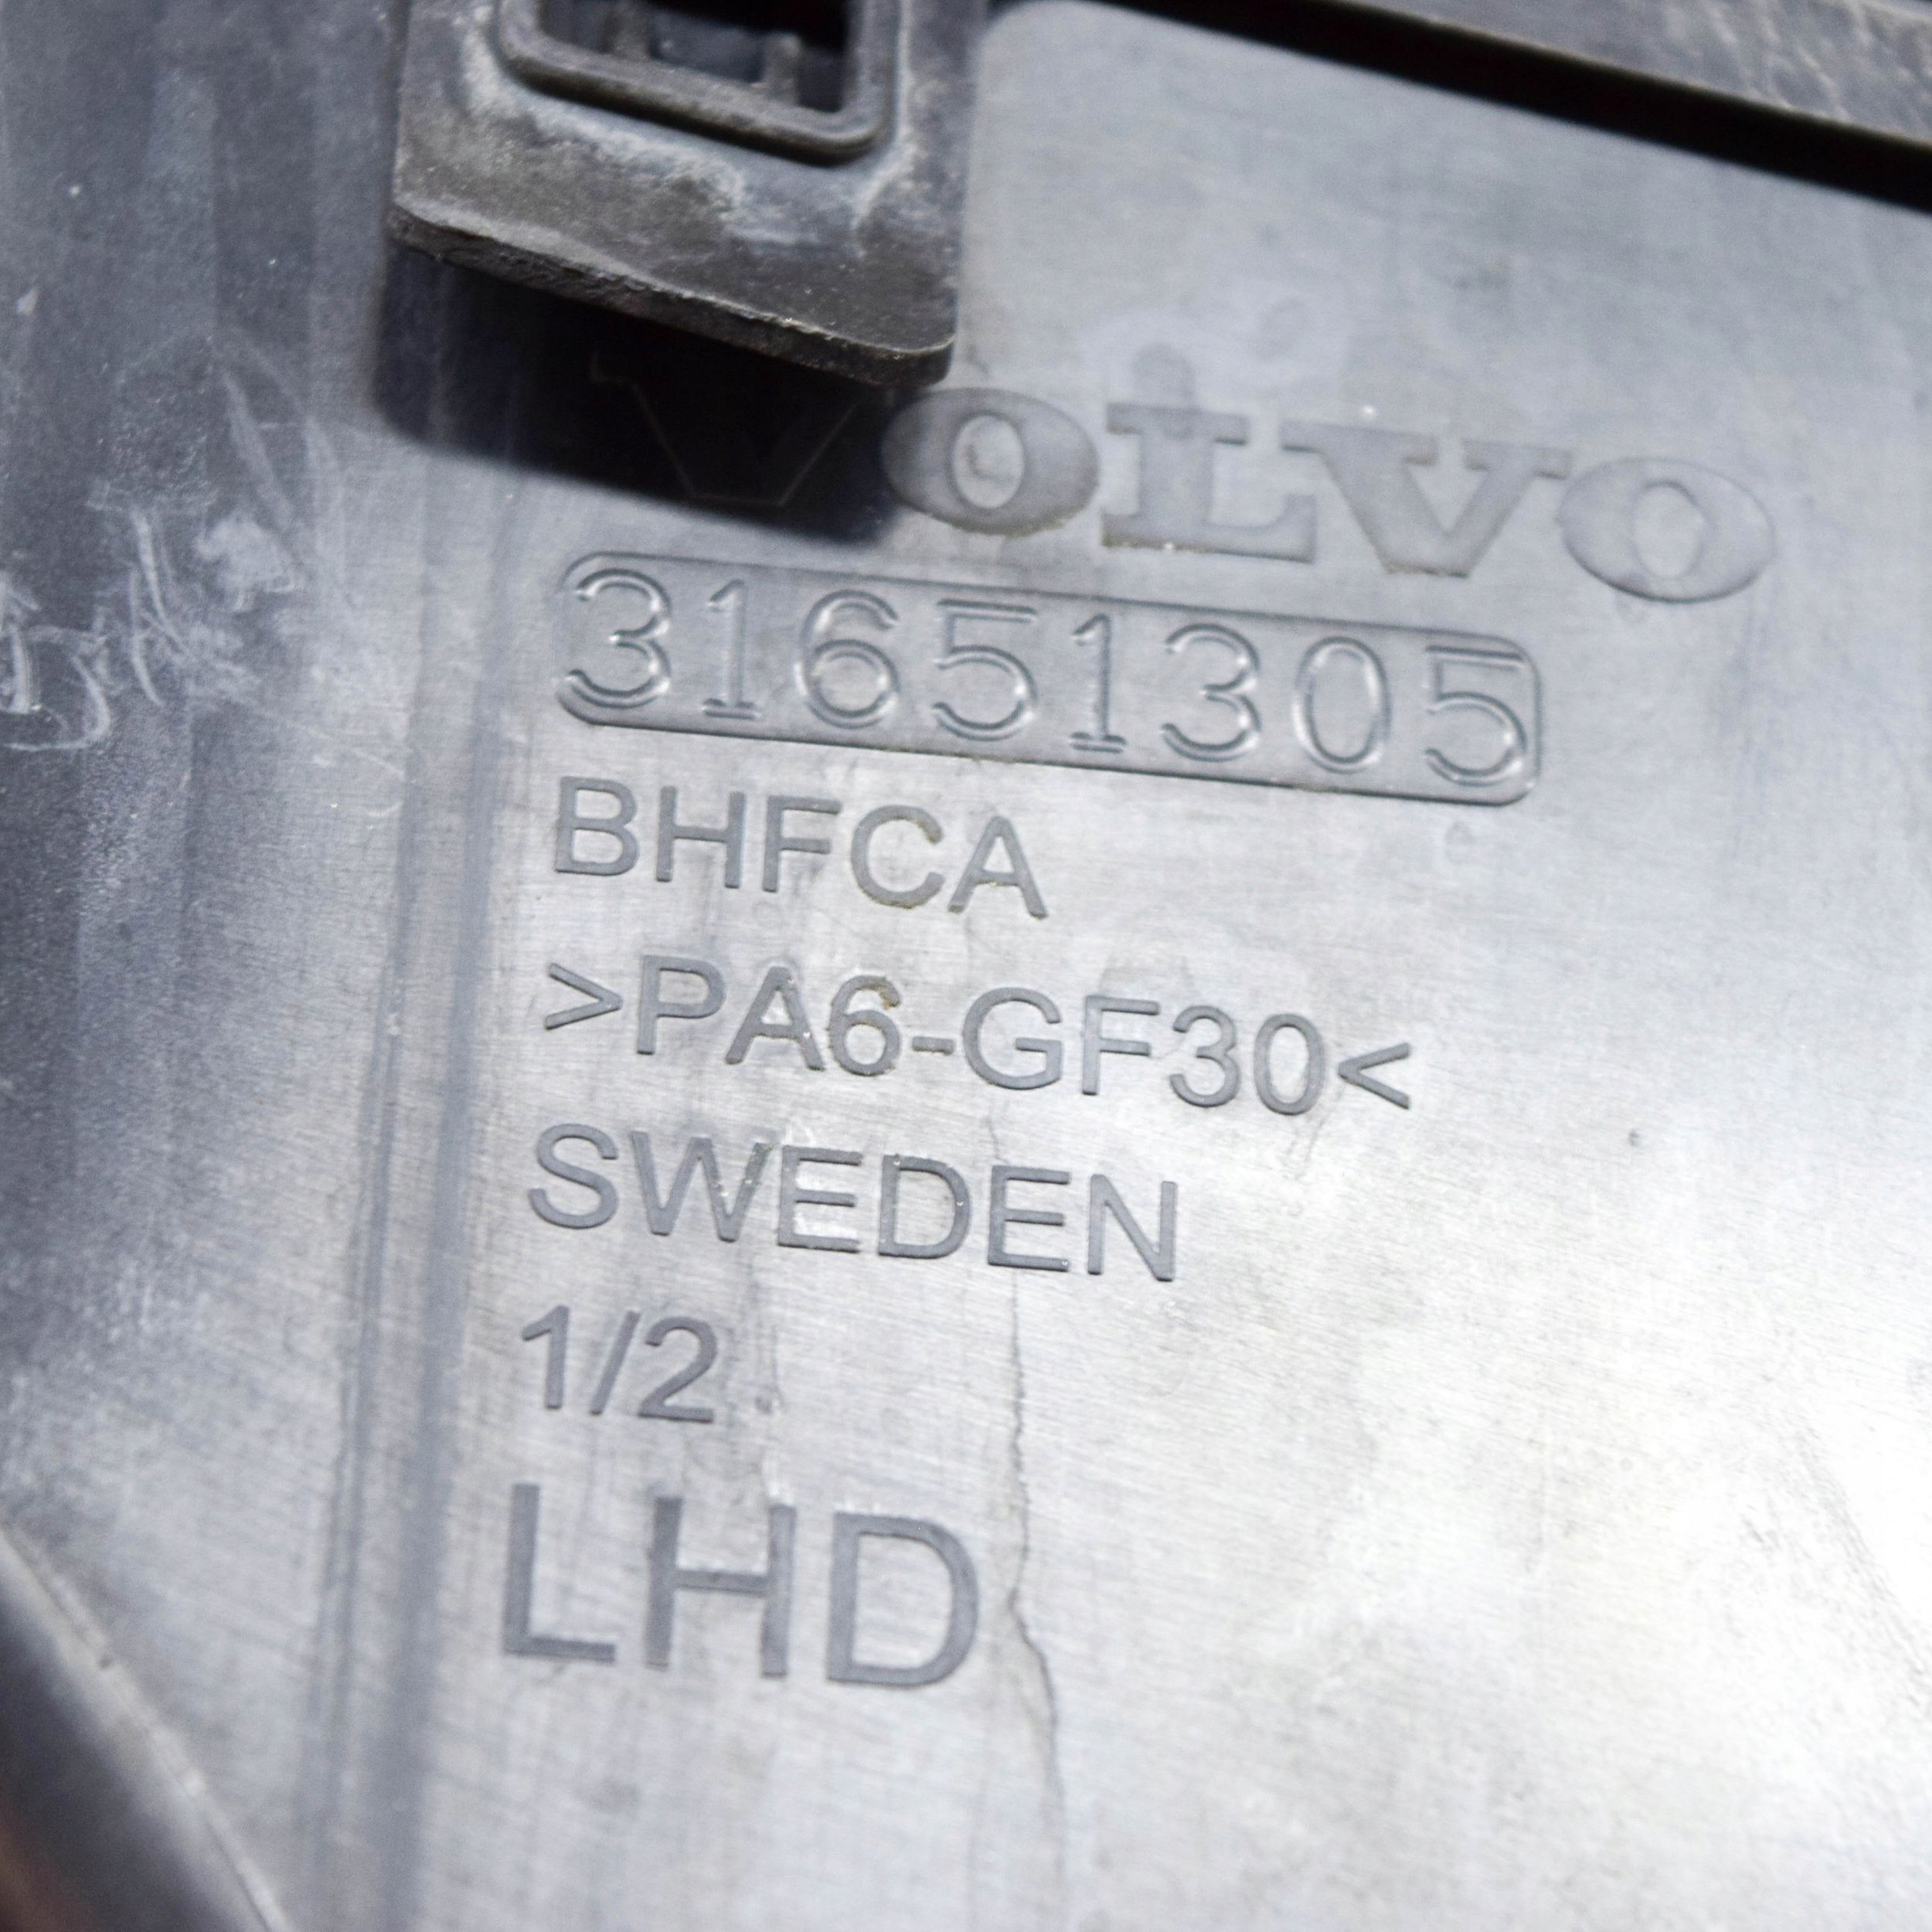 VOLVO
31651305
BHFCA
>PA6-GF30<
SWEDEN
1/2
LHD